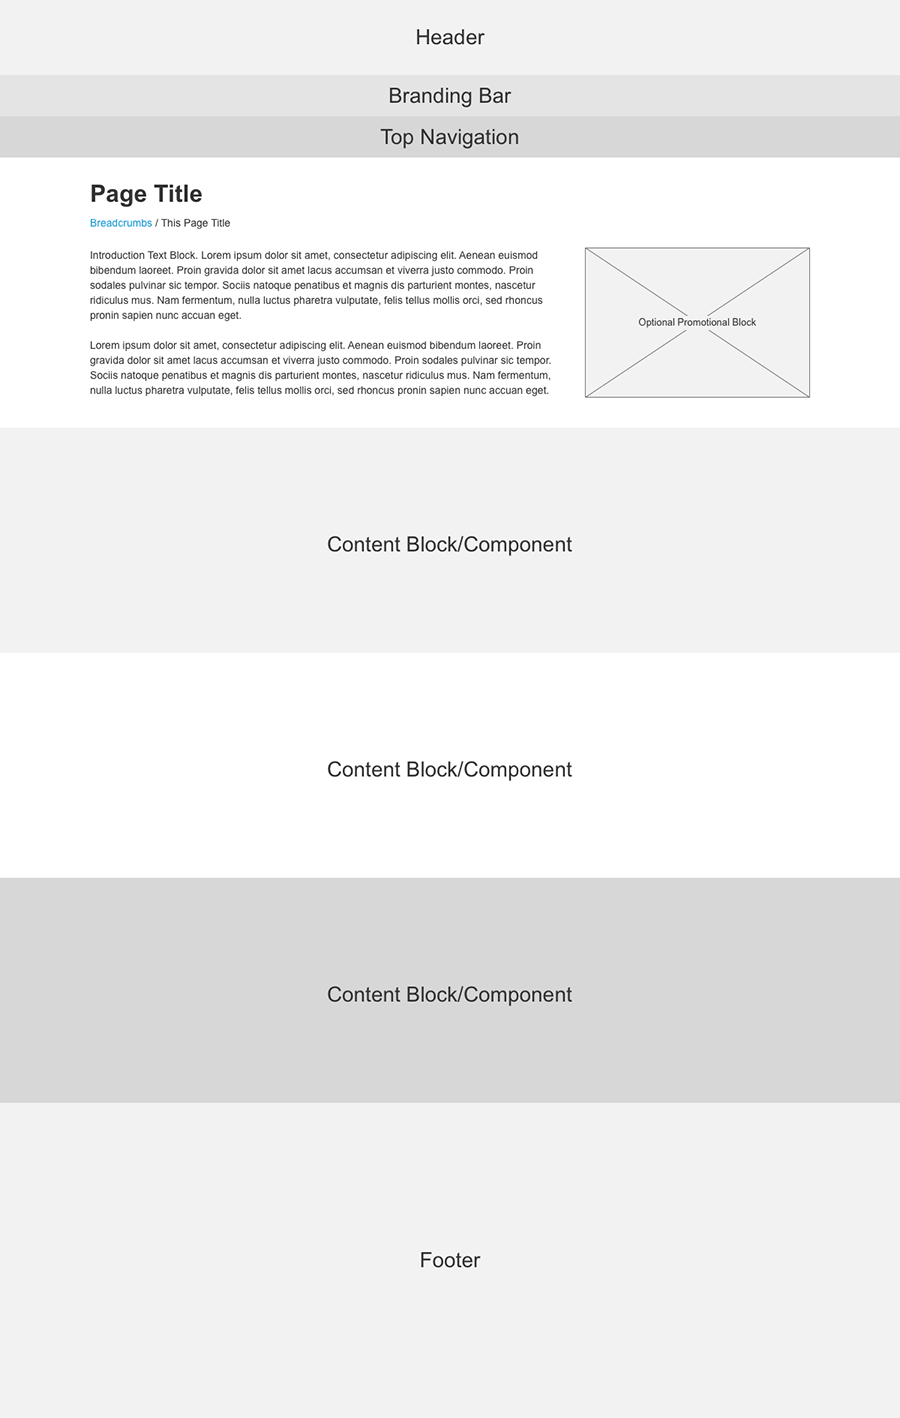 Header
Branding Bar
Top Navigation
Page Title
Breadcrumbs / This Page Title
Introduction Text Block. Lorem ipsum dolor sit amet, consectetur adipiscing elit. Aenean euismod
bibendum laoreet. Proin gravida dolor sit amet lacus accumsan et viverra justo commodo. Proin
sodales pulvinar sic tempor. Sociis natoque penatibus et magnis dis parturient montes, nascetur
ridiculus mus. Nam fermentum, nulla luctus pharetra vulputate, felis tellus mollis orci, sed rhoncus
pronin sapien nunc accuan eget.
Lorem ipsum dolor sit amet, consectetur adipiscing elit. Aenean euismod bibendum laoreet. Proin
gravida dolor sit amet lacus accumsan et viverra justo commodo. Proin sodales pulvinar sic tempor.
Sociis natoque penatibus et magnis dis parturient montes, nascetur ridiculus mus. Nam fermentum,
nulla luctus pharetra vulputate, felis tellus mollis orci, sed rhoncus pronin sapien nunc accuan eget.
Optional Promotional Block
Content Block/Component
Content Block/Component
Content Block/Component
Footer